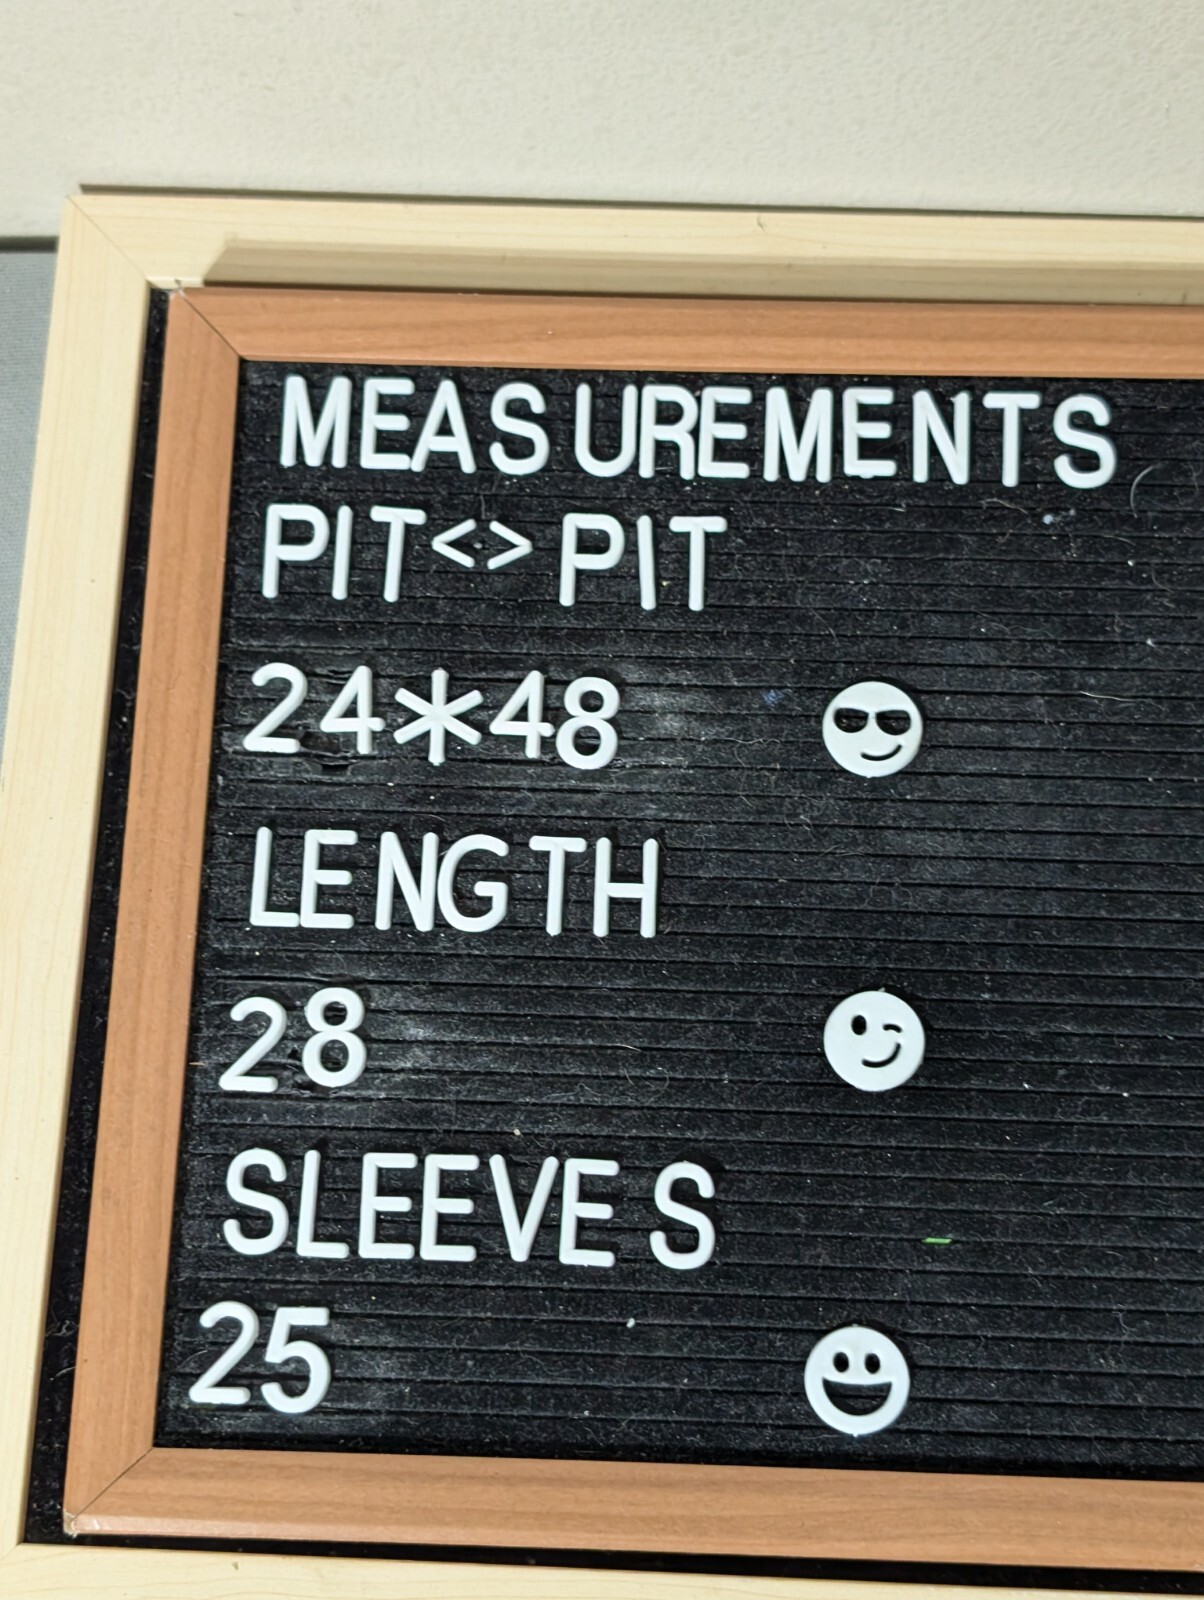 MEASUREMENTS
PIT<> PIT
24*48
LENGTH
28
SLEEVES
25